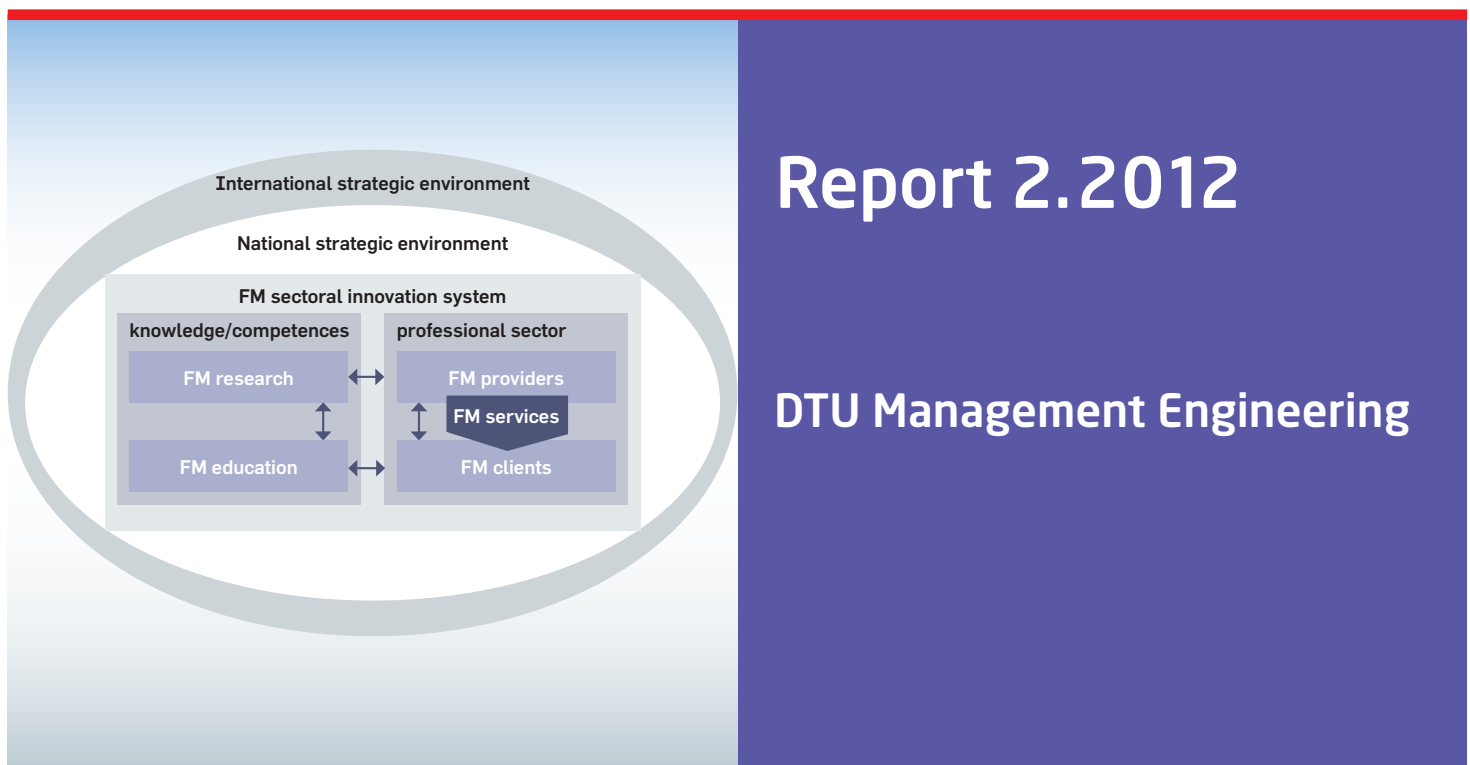 International strategic environment
National strategic environment
FM sectoral innovation system
knowledge/competences
FM research
FM education
professional sector
FM providers
FM services
FM clients
Report 2.2012
DTU Management Engineering